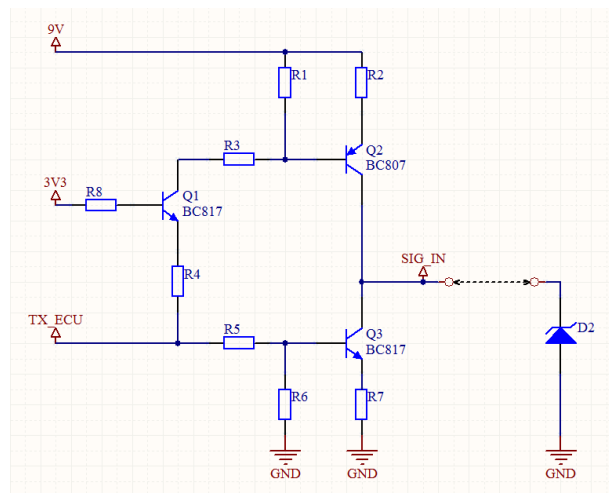 9V
R1
R2
R3
Q2
BC807
3V3
R8
Q1
BC817
SIG_IN
R4
TX_ECU
R5
Q3
BC817
D2
R6
R7
GND
GND
GND